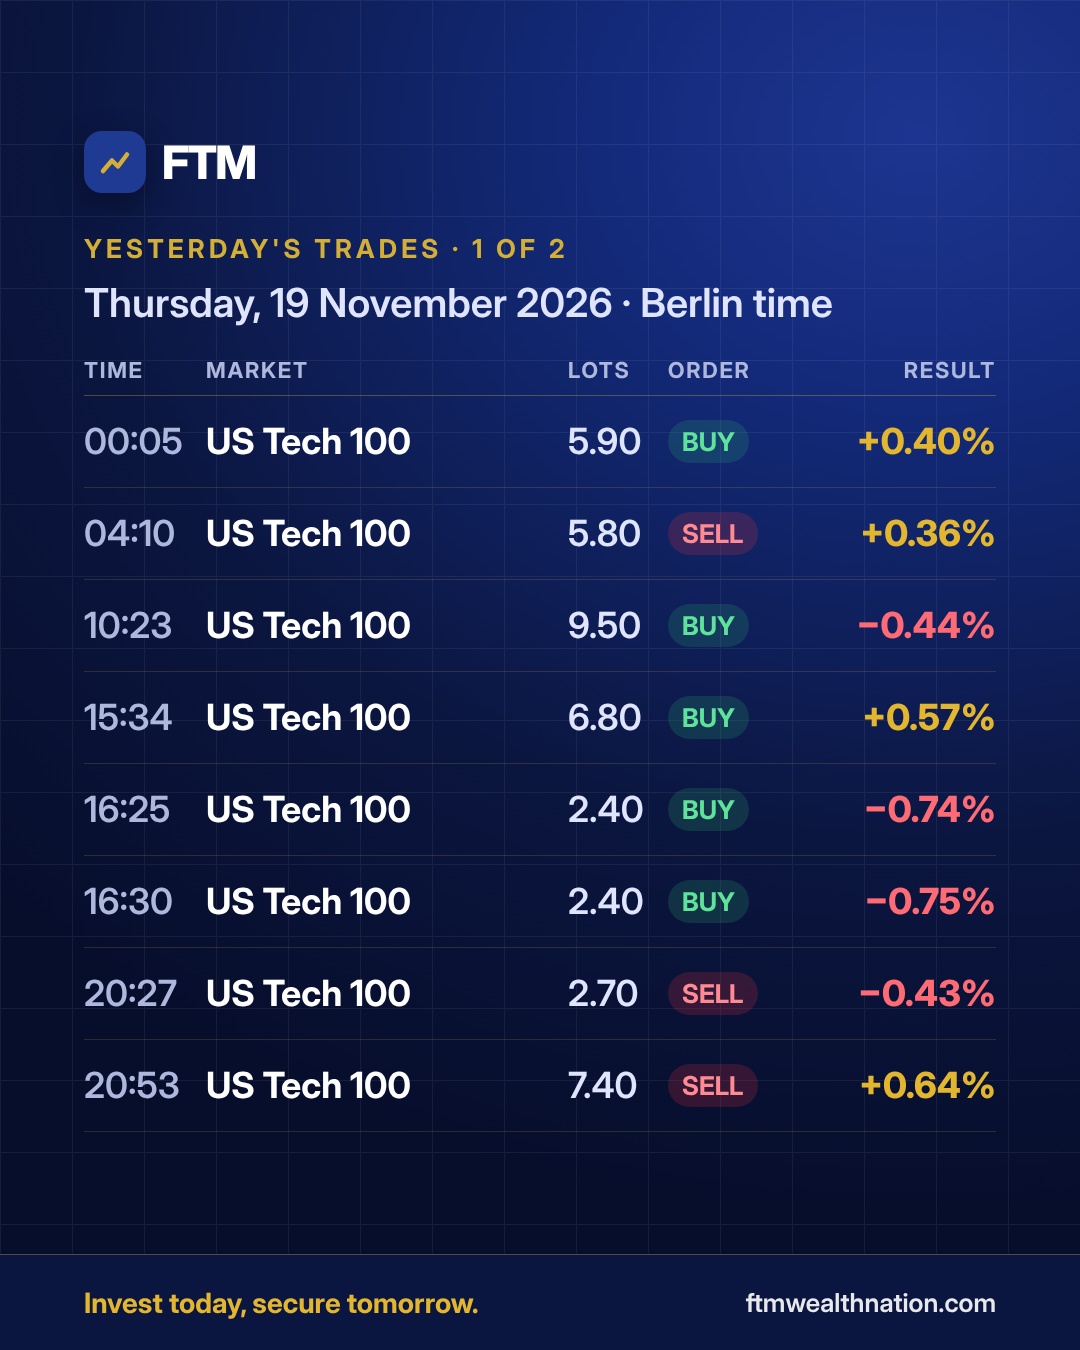 FTM
YESTERDAY'S TRADES · 1 OF 2
Thursday, 19 November 2026 · Berlin time
TIME MARKET LOTS ORDER RESULT
00:05 US Tech 100 5.90 BUY +0.40%
04:10 US Tech 100 5.80 SELL +0.36%
10:23 US Tech 100 9.50 BUY −0.44%
15:34 US Tech 100 6.80 BUY +0.57%
16:25 US Tech 100 2.40 BUY −0.74%
16:30 US Tech 100 2.40 BUY −0.75%
20:27 US Tech 100 2.70 SELL −0.43%
20:53 US Tech 100 7.40 SELL +0.64%
Invest today, secure tomorrow. ftmwealthnation.com